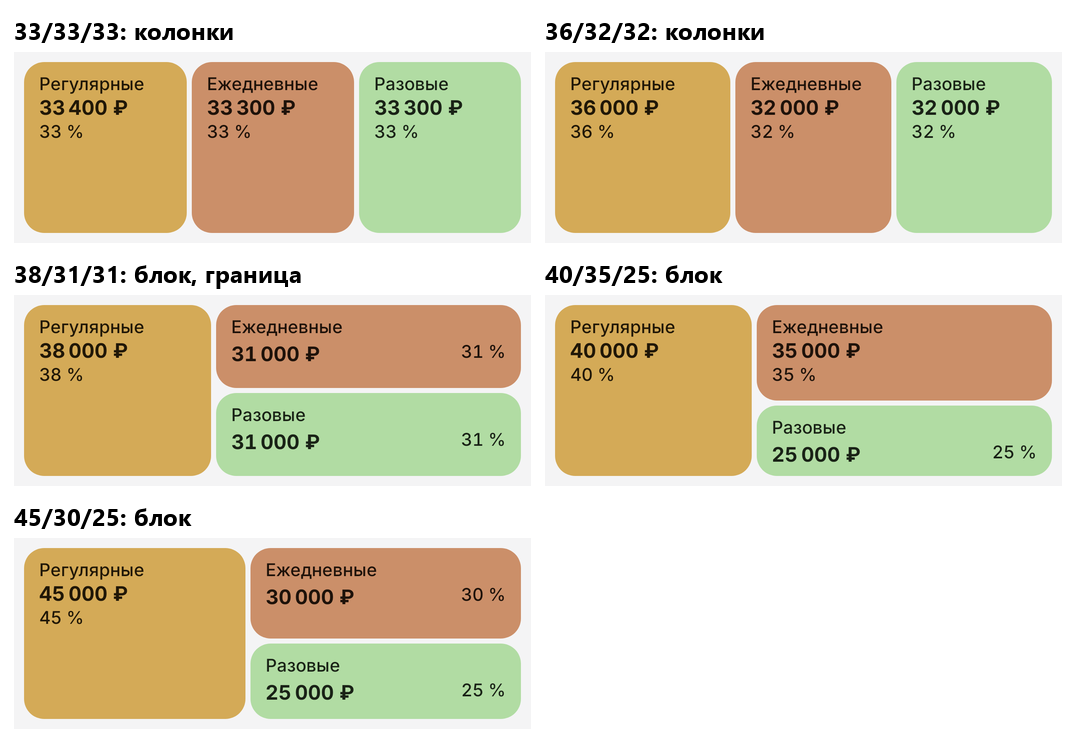 33/33/33: колонки
Регулярные
33 400 ₽
33 %
Ежедневные
33 300 ₽
33 %
Разовые
33 300 ₽
33 %
36/32/32: колонки
Регулярные
36 000 ₽
36 %
Ежедневные
32 000 ₽
32 %
Разовые
32 000 ₽
32 %
38/31/31: блок, граница
Регулярные
38 000 ₽
38 %
Ежедневные
31 000 ₽ 31 %
Разовые
31 000 ₽ 31 %
40/35/25: блок
Регулярные
40 000 ₽
40 %
Ежедневные
35 000 ₽
35 %
Разовые
25 000 ₽ 25 %
45/30/25: блок
Регулярные
45 000 ₽
45 %
Ежедневные
30 000 ₽ 30 %
Разовые
25 000 ₽ 25 %